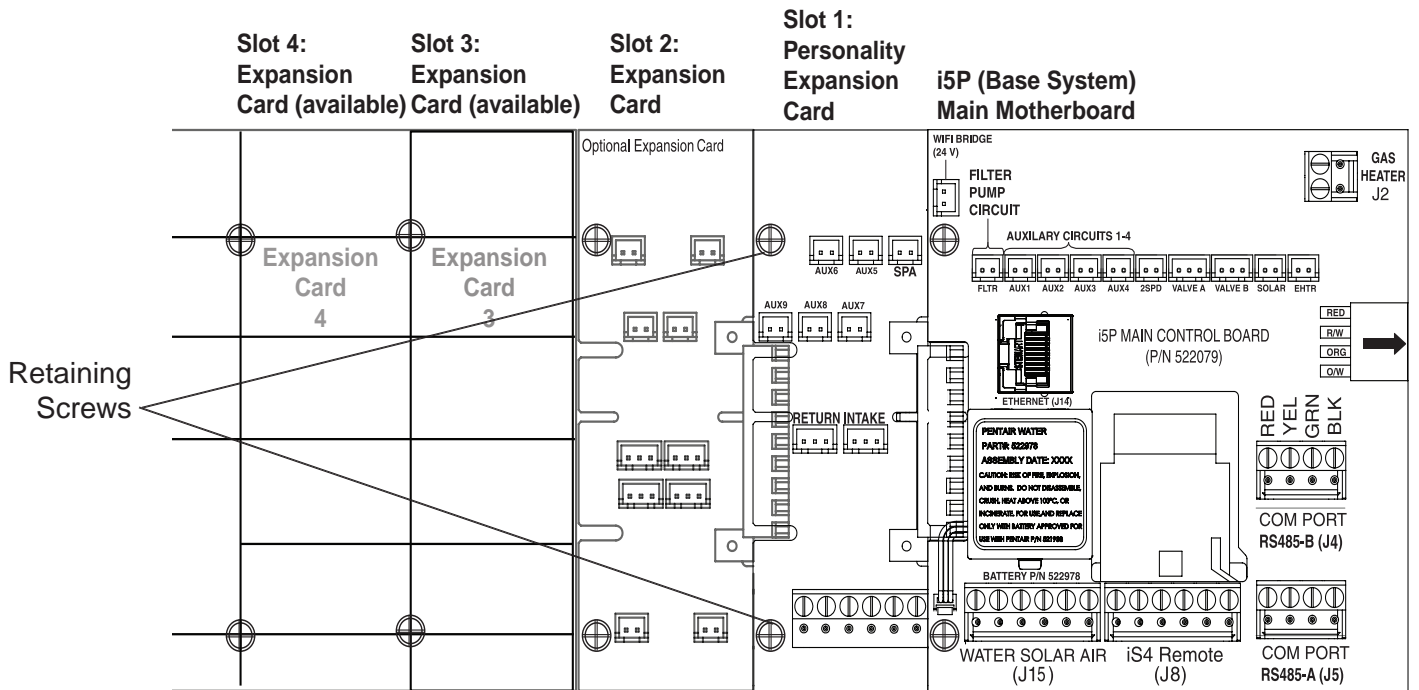 Slot 4:
Expansion
Card (available)
Slot 3:
Expansion
Card (available)
Slot 2:
Expansion
Card
Slot 1:
Personality
Expansion
Card
i5P (Base System)
Main Motherboard
Optional Expansion Card
Expansion
Card
4
Expansion
Card
3
Retaining
Screws
AUX6
AUX5
SPA
AUX9
AUX8
AUX7
RETURN
INTAKE
WIFI BRIDGE
(24 V)
FILTER
PUMP
CIRCUIT
AUXILARY CIRCUITS 1-4
FLTR
AUX1
AUX2
AUX3
AUX4
2SPD
VALVE A
VALVE B
SOLAR
EHTR
GAS
HEATER
J2
RED
R/W
ORG
O/W
i5P MAIN CONTROL BOARD
(P/N 522079)
ETHERNET (J14)
PENTAIR WATER
PART#: 522978
ASSEMBLY DATE: XXXX
CAUTION: RISK OF FIRE, EXPLOSION,
AND BURNS. DO NOT DISASSEMBLE,
CRUSH, HEAT ABOVE 100°C, OR
INCINERATE. FOR USE,AND REPLACE
ONLY WITH BATTERY APPROVED FOR
USE WITH PENTAIR P/N
BATTERY P/N 522978
RED
YEL
GRN
BLK
COM PORT
RS485-B (J4)
WATER SOLAR AIR
(J15)
iS4 Remote
(J8)
COM PORT
RS485-A (J5)